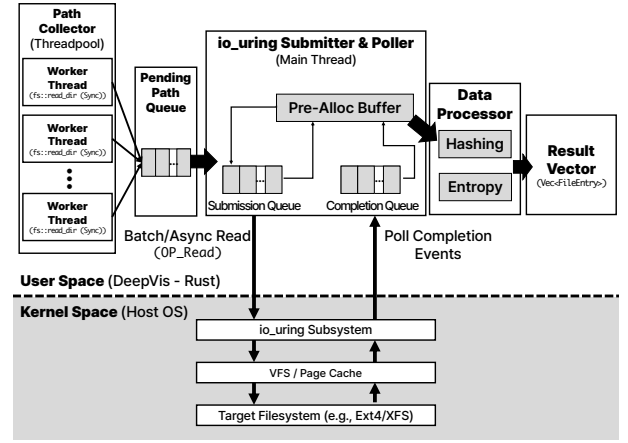 Path
Collector
(Threadpool)
Worker
Thread
(fs::read_dir (Sync))
Worker
Thread
(fs::read_dir (Sync))
Worker
Thread
(fs::read_dir (Sync))
Pending
Path
Queue
...
io_uring Submitter & Poller
(Main Thread)
Pre-Alloc Buffer
...
Submission Queue
...
Completion Queue
Data
Processor
Hashing
Entropy
Result
Vector
(Vec<FileEntry>)
Batch/Async Read
(OP_Read)
Poll Completion
Events
User Space (DeepVis - Rust)
Kernel Space (Host OS)
io_uring Subsystem
VFS / Page Cache
Target Filesystem (e.g., Ext4/XFS)